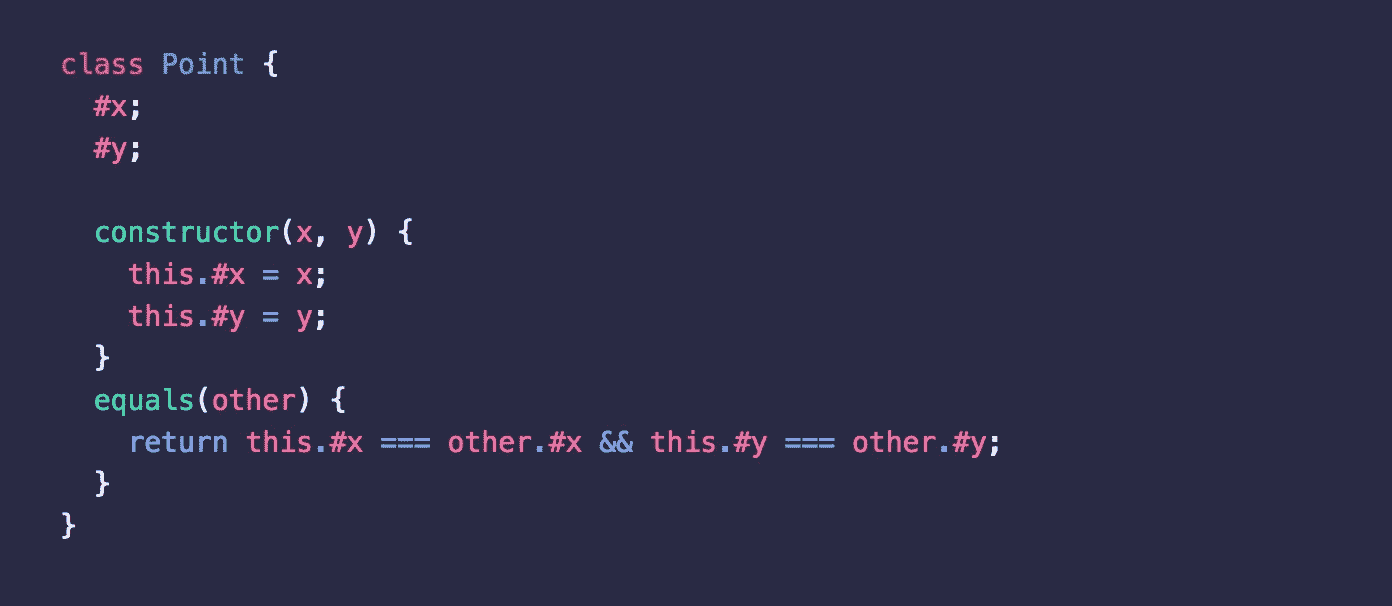 class Point {
  #x;
  #y;

  constructor(x, y) {
    this.#x = x;
    this.#y = y;
  }
  equals(other) {
    return this.#x === other.#x && this.#y === other.#y;
  }
}